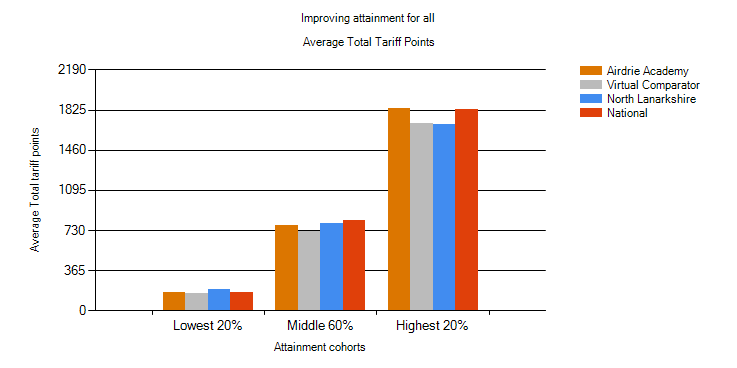 Improving attainment for all
Average Total Tariff Points
2190
1825
1460
1095
730
365
0
Average Total tariff points
Lowest 20%
Middle 60%
Highest 20%
Attainment cohorts
Airdrie Academy
Virtual Comparator
North Lanarkshire
National